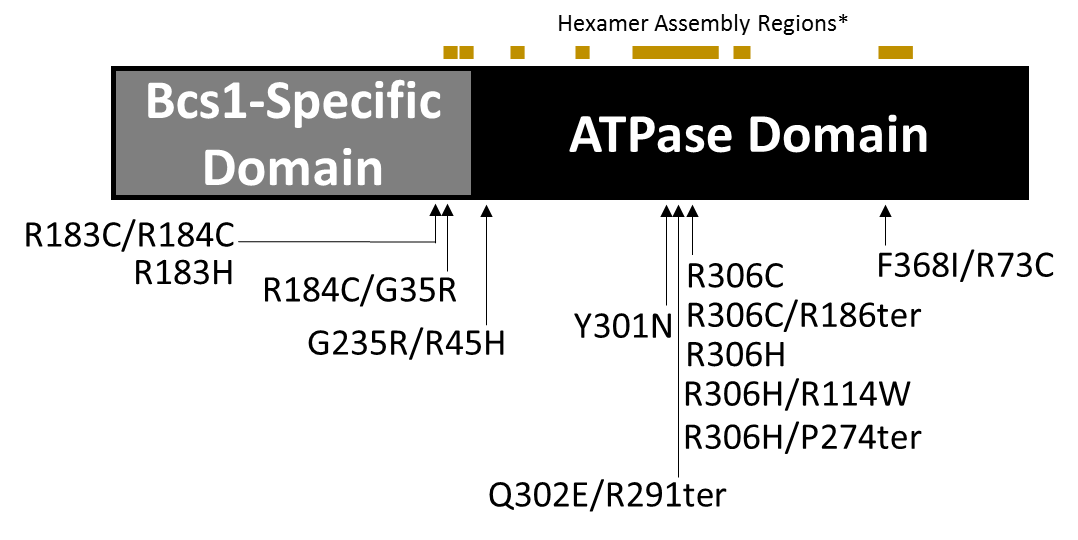 Hexamer Assembly Regions*
Bcs1-Specific
Domain
ATPase Domain
R183C/R184C
R183H
R184C/G35R
G235R/R45H
Y301N
Q302E/R291ter
R306C
R306C/R186ter
R306H
R306H/R114W
R306H/P274ter
F368I/R73C